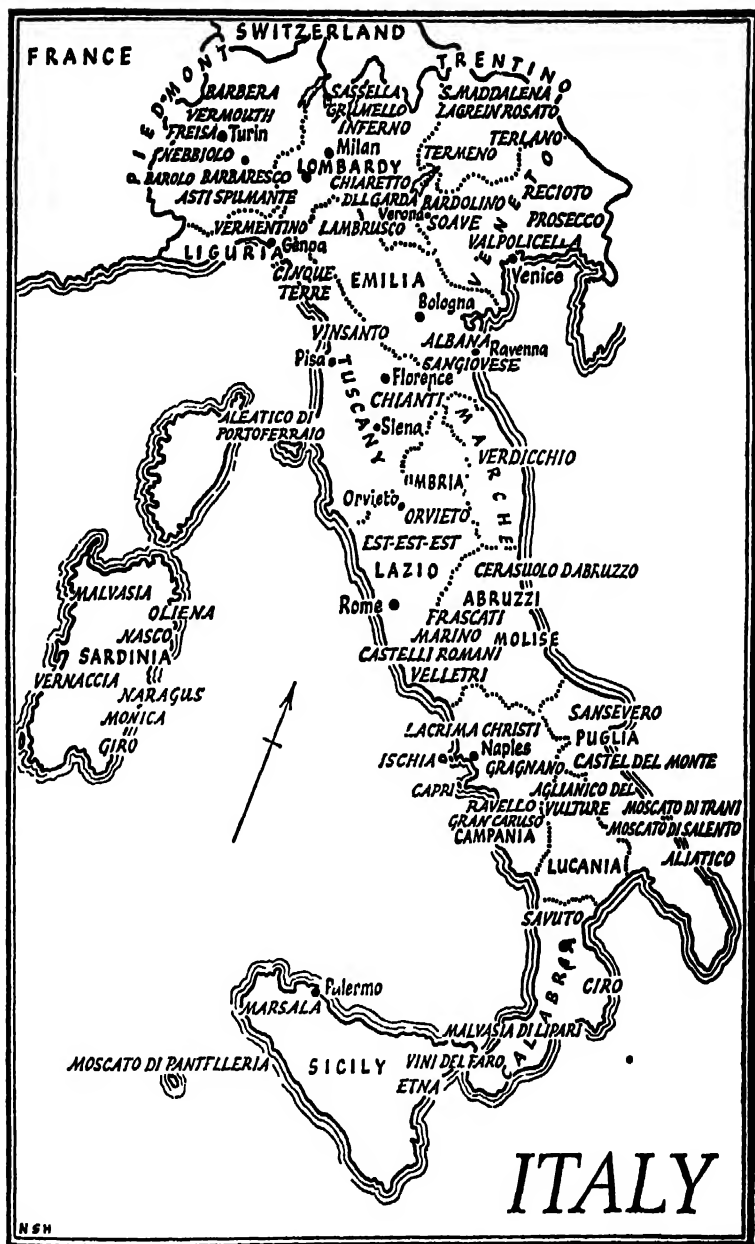 SWITZERLAND
FRANCE
PIEDMONT
TRENTINO
BARBERA
VERMOUTH
FREISA
Turin
NEBBIOLO
BAROLO
BARBARESCO
ASTI SPUMANTE
SASSELLA
GRUMELLO
INFERNO
Milan
LOMBARDY
CHIARETTO
DEL GARDA
S.MADDALENA
LAGREIN ROSATO
TERLANO
TERMENO
VENETO
RECIOTO
BARDOLINO
PROSECCO
Verona
SOAVE
VALPOLICELLA
Venice
VERMENTINO
LAMBRUSCO
LIGURIA
Genoa
CINQUE
TERRE
EMILIA
Bologna
ALBANA
Ravenna
SANGIOVESE
VINSANTO
Pisa
TUSCANY
Florence
CHIANTI
MARCHE
Siena
ALEATICO DI
PORTOFERRAIO
VERDICCHIO
UMBRIA
Orvieto
ORVIETO
EST-EST-EST
LAZIO
CERASUOLO D'ABRUZZO
Rome
ABRUZZI
FRASCATI
MARINO
MOLISE
CASTELLI ROMANI
VELLETRI
MALVASIA
OLIENA
NASCO
SARDINIA
VERNACCIA
NARAGUS
MONICA
GIRO
SANSEVERO
LACRIMA CHRISTI
PUGLIA
ISCHIA
Naples
GRAGNANO
CASTEL DEL MONTE
CAPRI
AGLIANICO DEL
VULTURE
RAVELLO
GRAN CARUSO
CAMPANIA
MOSCATO DI TRANI
MOSCATO DI SALENTO
ALIATICO
LUCANIA
SAVUTO
CALABRIA
CIRO
Palermo
MARSALA
MALVASIA DI LIPARI
MOSCATO DI PANTELLERIA
SICILY
VINI DEL FARO
ETNA
ITALY
NSH